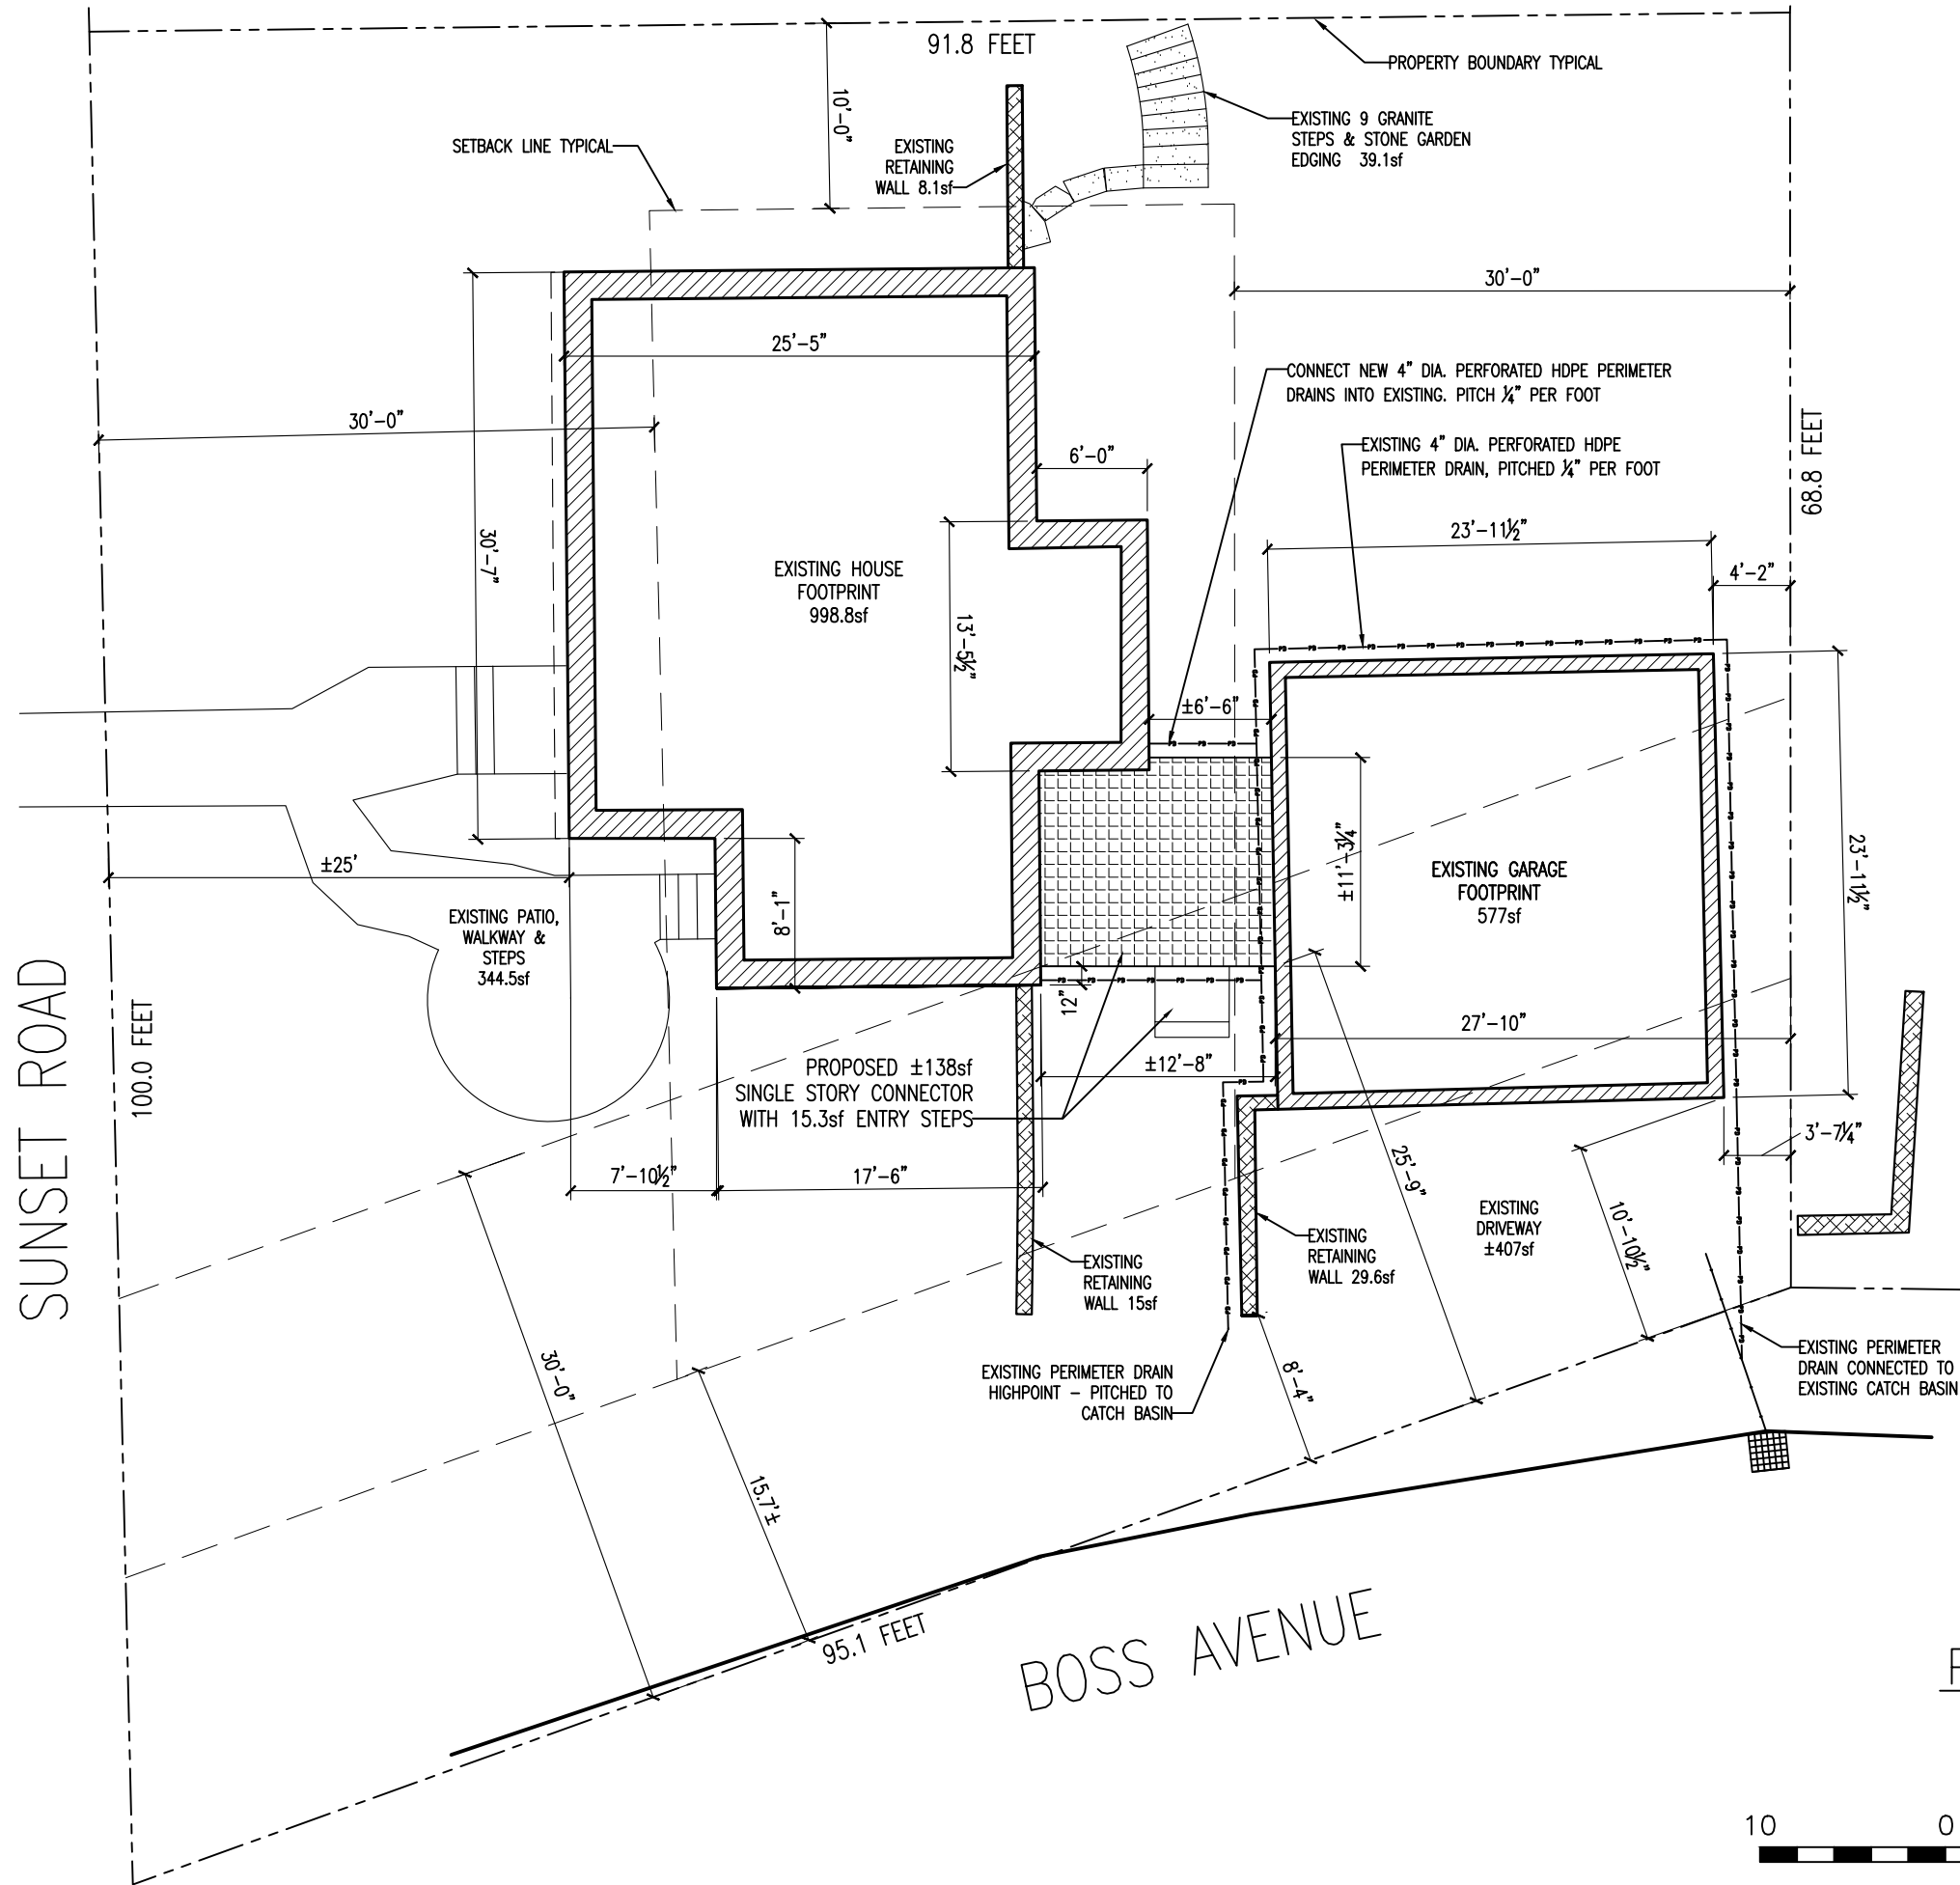 91.8 FEET
PROPERTY BOUNDARY TYPICAL
10'-0"
EXISTING 9 GRANITE
STEPS & STONE GARDEN
EDGING 39.1sf
SETBACK LINE TYPICAL
EXISTING
RETAINING
WALL 8.1sf
30'-0"
25'-5"
CONNECT NEW 4" DIA. PERFORATED HDPE PERIMETER
DRAINS INTO EXISTING. PITCH ¼" PER FOOT
30'-0"
6'-0"
EXISTING 4" DIA. PERFORATED HDPE
PERIMETER DRAIN, PITCHED ¼" PER FOOT
68.8 FEET
23'-11½"
4'-2"
30'-7"
EXISTING HOUSE
FOOTPRINT
998.8sf
13'-5½"
±6'-6"
±11'-3¼"
EXISTING GARAGE
FOOTPRINT
577sf
23'-11½"
±25'
8'-1"
EXISTING PATIO,
WALKWAY &
STEPS
344.5sf
SUNSET ROAD
100.0 FEET
12"
27'-10"
PROPOSED ±138sf
SINGLE STORY CONNECTOR
WITH 15.3sf ENTRY STEPS
±12'-8"
3'-7¼"
7'-10½"
17'-6"
25'-9"
10'-10½"
EXISTING
DRIVEWAY
±407sf
EXISTING
RETAINING
WALL 29.6sf
EXISTING
RETAINING
WALL 15sf
30'-0"
8'-4"
EXISTING PERIMETER DRAIN
HIGHPOINT - PITCHED TO
CATCH BASIN
EXISTING PERIMETER
DRAIN CONNECTED TO
EXISTING CATCH BASIN
15.7'±
95.1 FEET
BOSS AVENUE
10 0